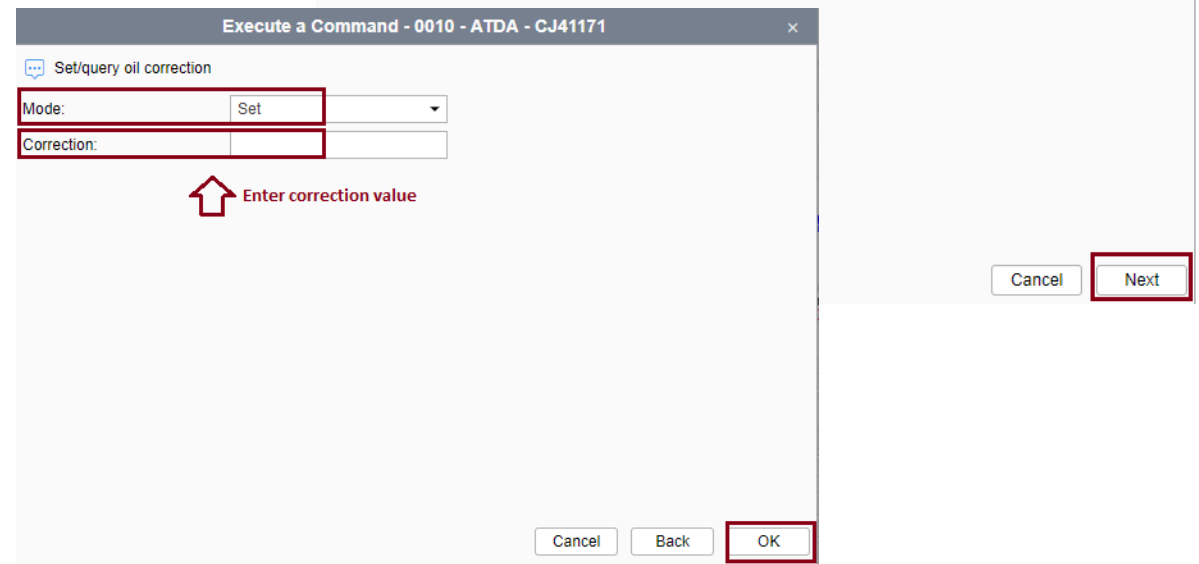 Execute a Command - 0010 - ATDA - CJ41171 ×
Set/query oil correction
Mode: Set
Correction:
Enter correction value
Cancel Next
Cancel Back OK